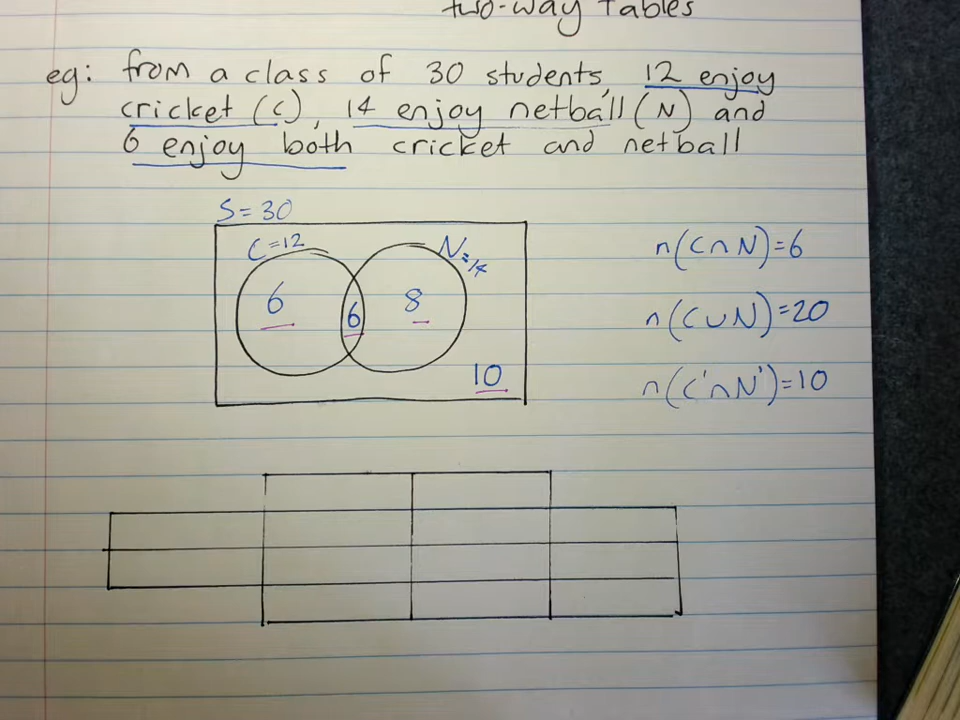 two-way Tables
eg: from a class of 30 students, 12 enjoy
cricket (C), 14 enjoy netball (N) and
6 enjoy both cricket and netball
S = 30
C = 12
N = 14
6
6
8
10
n(C∩N)=6
n(C∪N)=20
n(C'∩N')=10